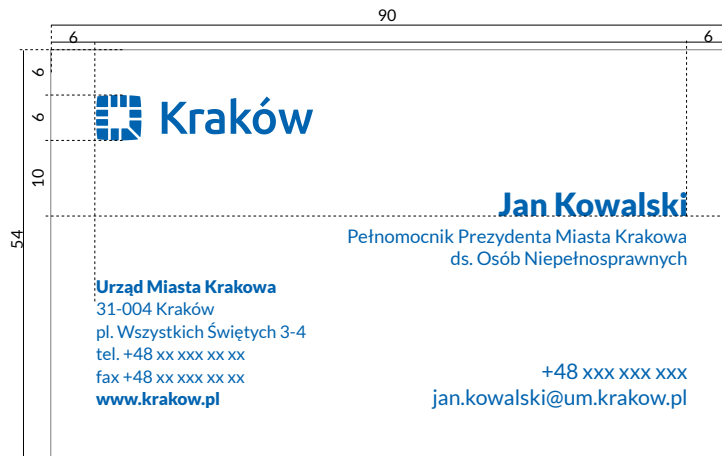 90
6
6
6
6
10
54
Kraków
Jan Kowalski
Pełnomocnik Prezydenta Miasta Krakowa
ds. Osób Niepełnosprawnych
Urząd Miasta Krakowa
31-004 Kraków
pl. Wszystkich Świętych 3-4
tel. +48 xx xxx xx xx
fax +48 xx xxx xx xx
www.krakow.pl
+48 xxx xxx xxx
jan.kowalski@um.krakow.pl